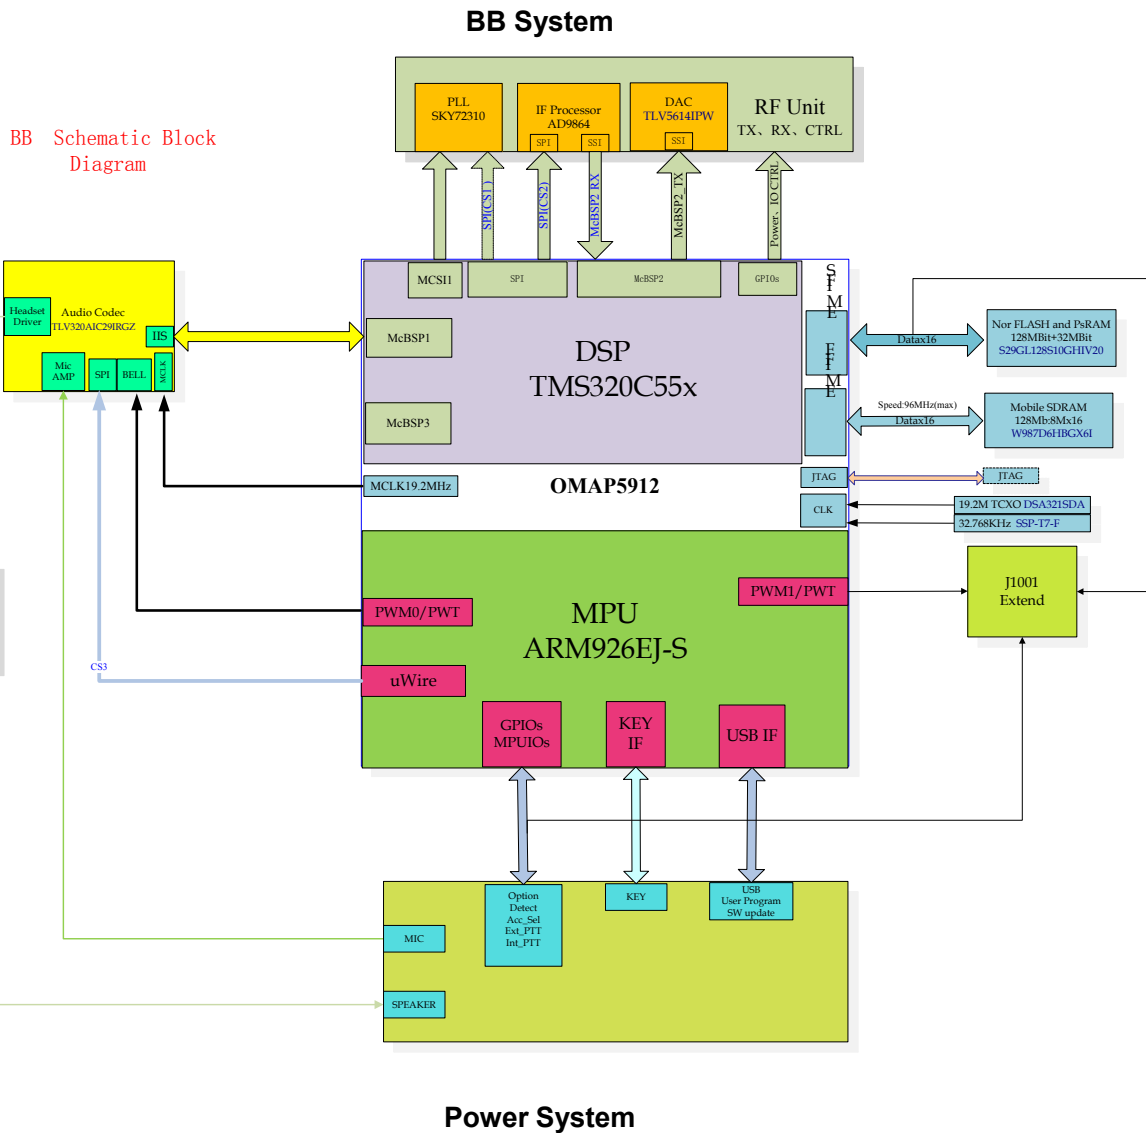 BB System
BB Schematic Block
Diagram
PLL
SKY72310
IF Processor
AD9864
SPI
SSI
DAC
TLV5614IPW
SSI
RF Unit
TX、RX、CTRL
SPI(CS1)
SPI(CS2)
McBSP2 RX
McBSP2_TX
Power、IO CTRL
MCSI1
SPI
McBSP2
GPIOs
Audio Codec
TLV320AIC29IRGZ
Headset
Driver
IIS
Mic
AMP
SPI
BELL
MCLK
McBSP1
McBSP3
DSP
TMS320C55x
Datax16
Nor FLASH and PsRAM
128MBit+32MBit
S29GL128S10GHIV20
Speed:96MHz(max)
Datax16
Mobile SDRAM
128Mb:8Mx16
W987D6HBGX6I
MCLK19.2MHz
OMAP5912
JTAG
JTAG
CLK
19.2M TCXO DSA321SDA
32.768KHz SSP-T7-F
J1001
Extend
PWM1/PWT
PWM0/PWT
MPU
ARM926EJ-S
CS3
uWire
GPIOs
MPUIOs
KEY
IF
USB IF
Option
Detect
Acc_Sel
Ext_PTT
Int_PTT
KEY
USB
User Program
SW update
MIC
SPEAKER
Power System